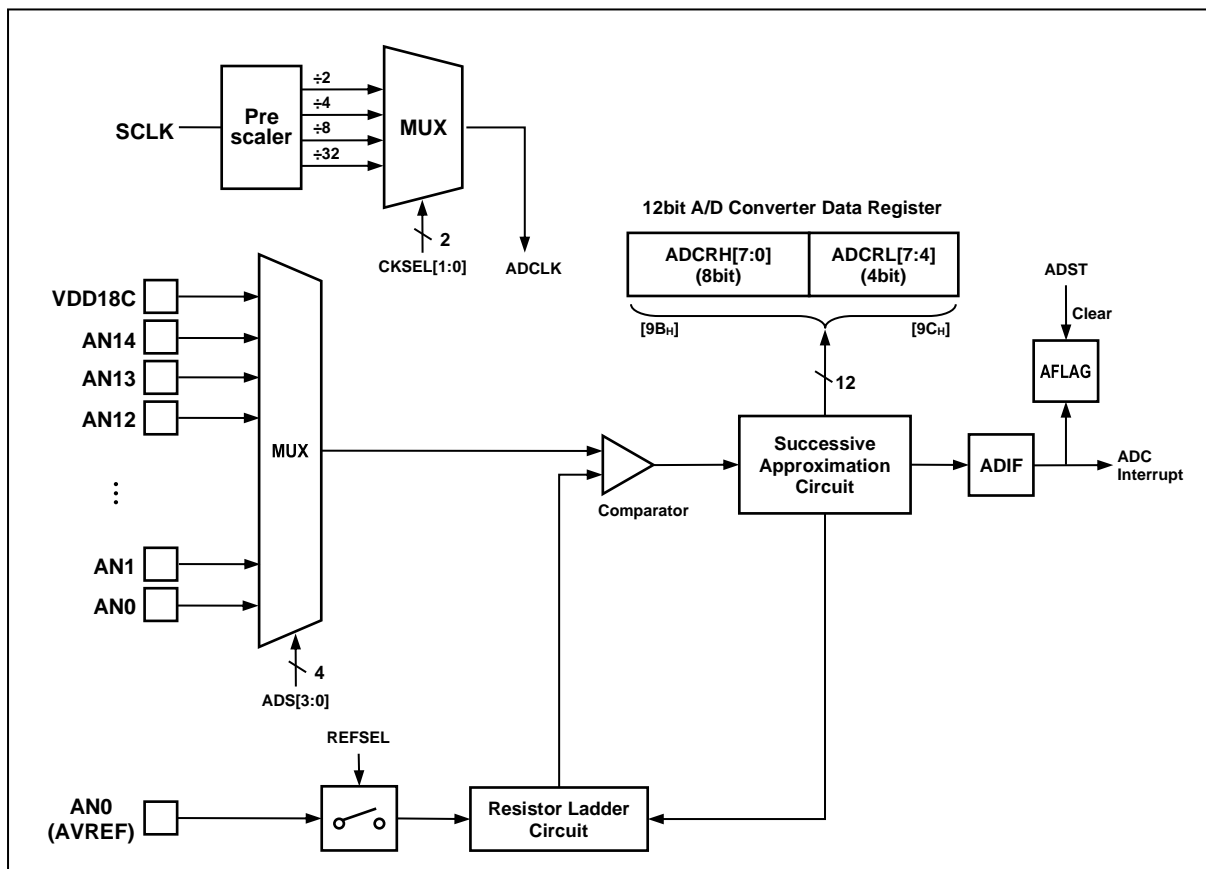 ÷2
÷4
÷8
÷32
Pre
scaler
SCLK
MUX
2
CKSEL[1:0]
ADCLK
12bit A/D Converter Data Register
ADCRH[7:0]
(8bit)
ADCRL[7:4]
(4bit)
[9BH]
[9CH]
ADST
Clear
AFLAG
12
VDD18C
AN14
AN13
AN12
...
AN1
AN0
MUX
4
ADS[3:0]
Comparator
Successive
Approximation
Circuit
ADIF
ADC
Interrupt
REFSEL
AN0
(AVREF)
Resistor Ladder
Circuit